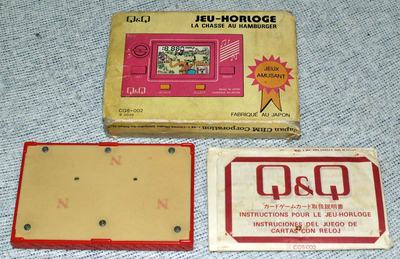 Q&Q
JEU-HORLOGE
LA CHASSE AU HAMBURGER
Q&Q
JEUX
AMUSANT
CG6-002
FABRIQUÉ AU JAPON
Japan CBM Corporation
N
N
N
Q&Q
カードゲームカード取扱説明書
INSTRUCTIONS POUR LE JEU-HORLOGE
INSTRUCCIONES DEL JUEGO DE
CARTAS CON RELOJ